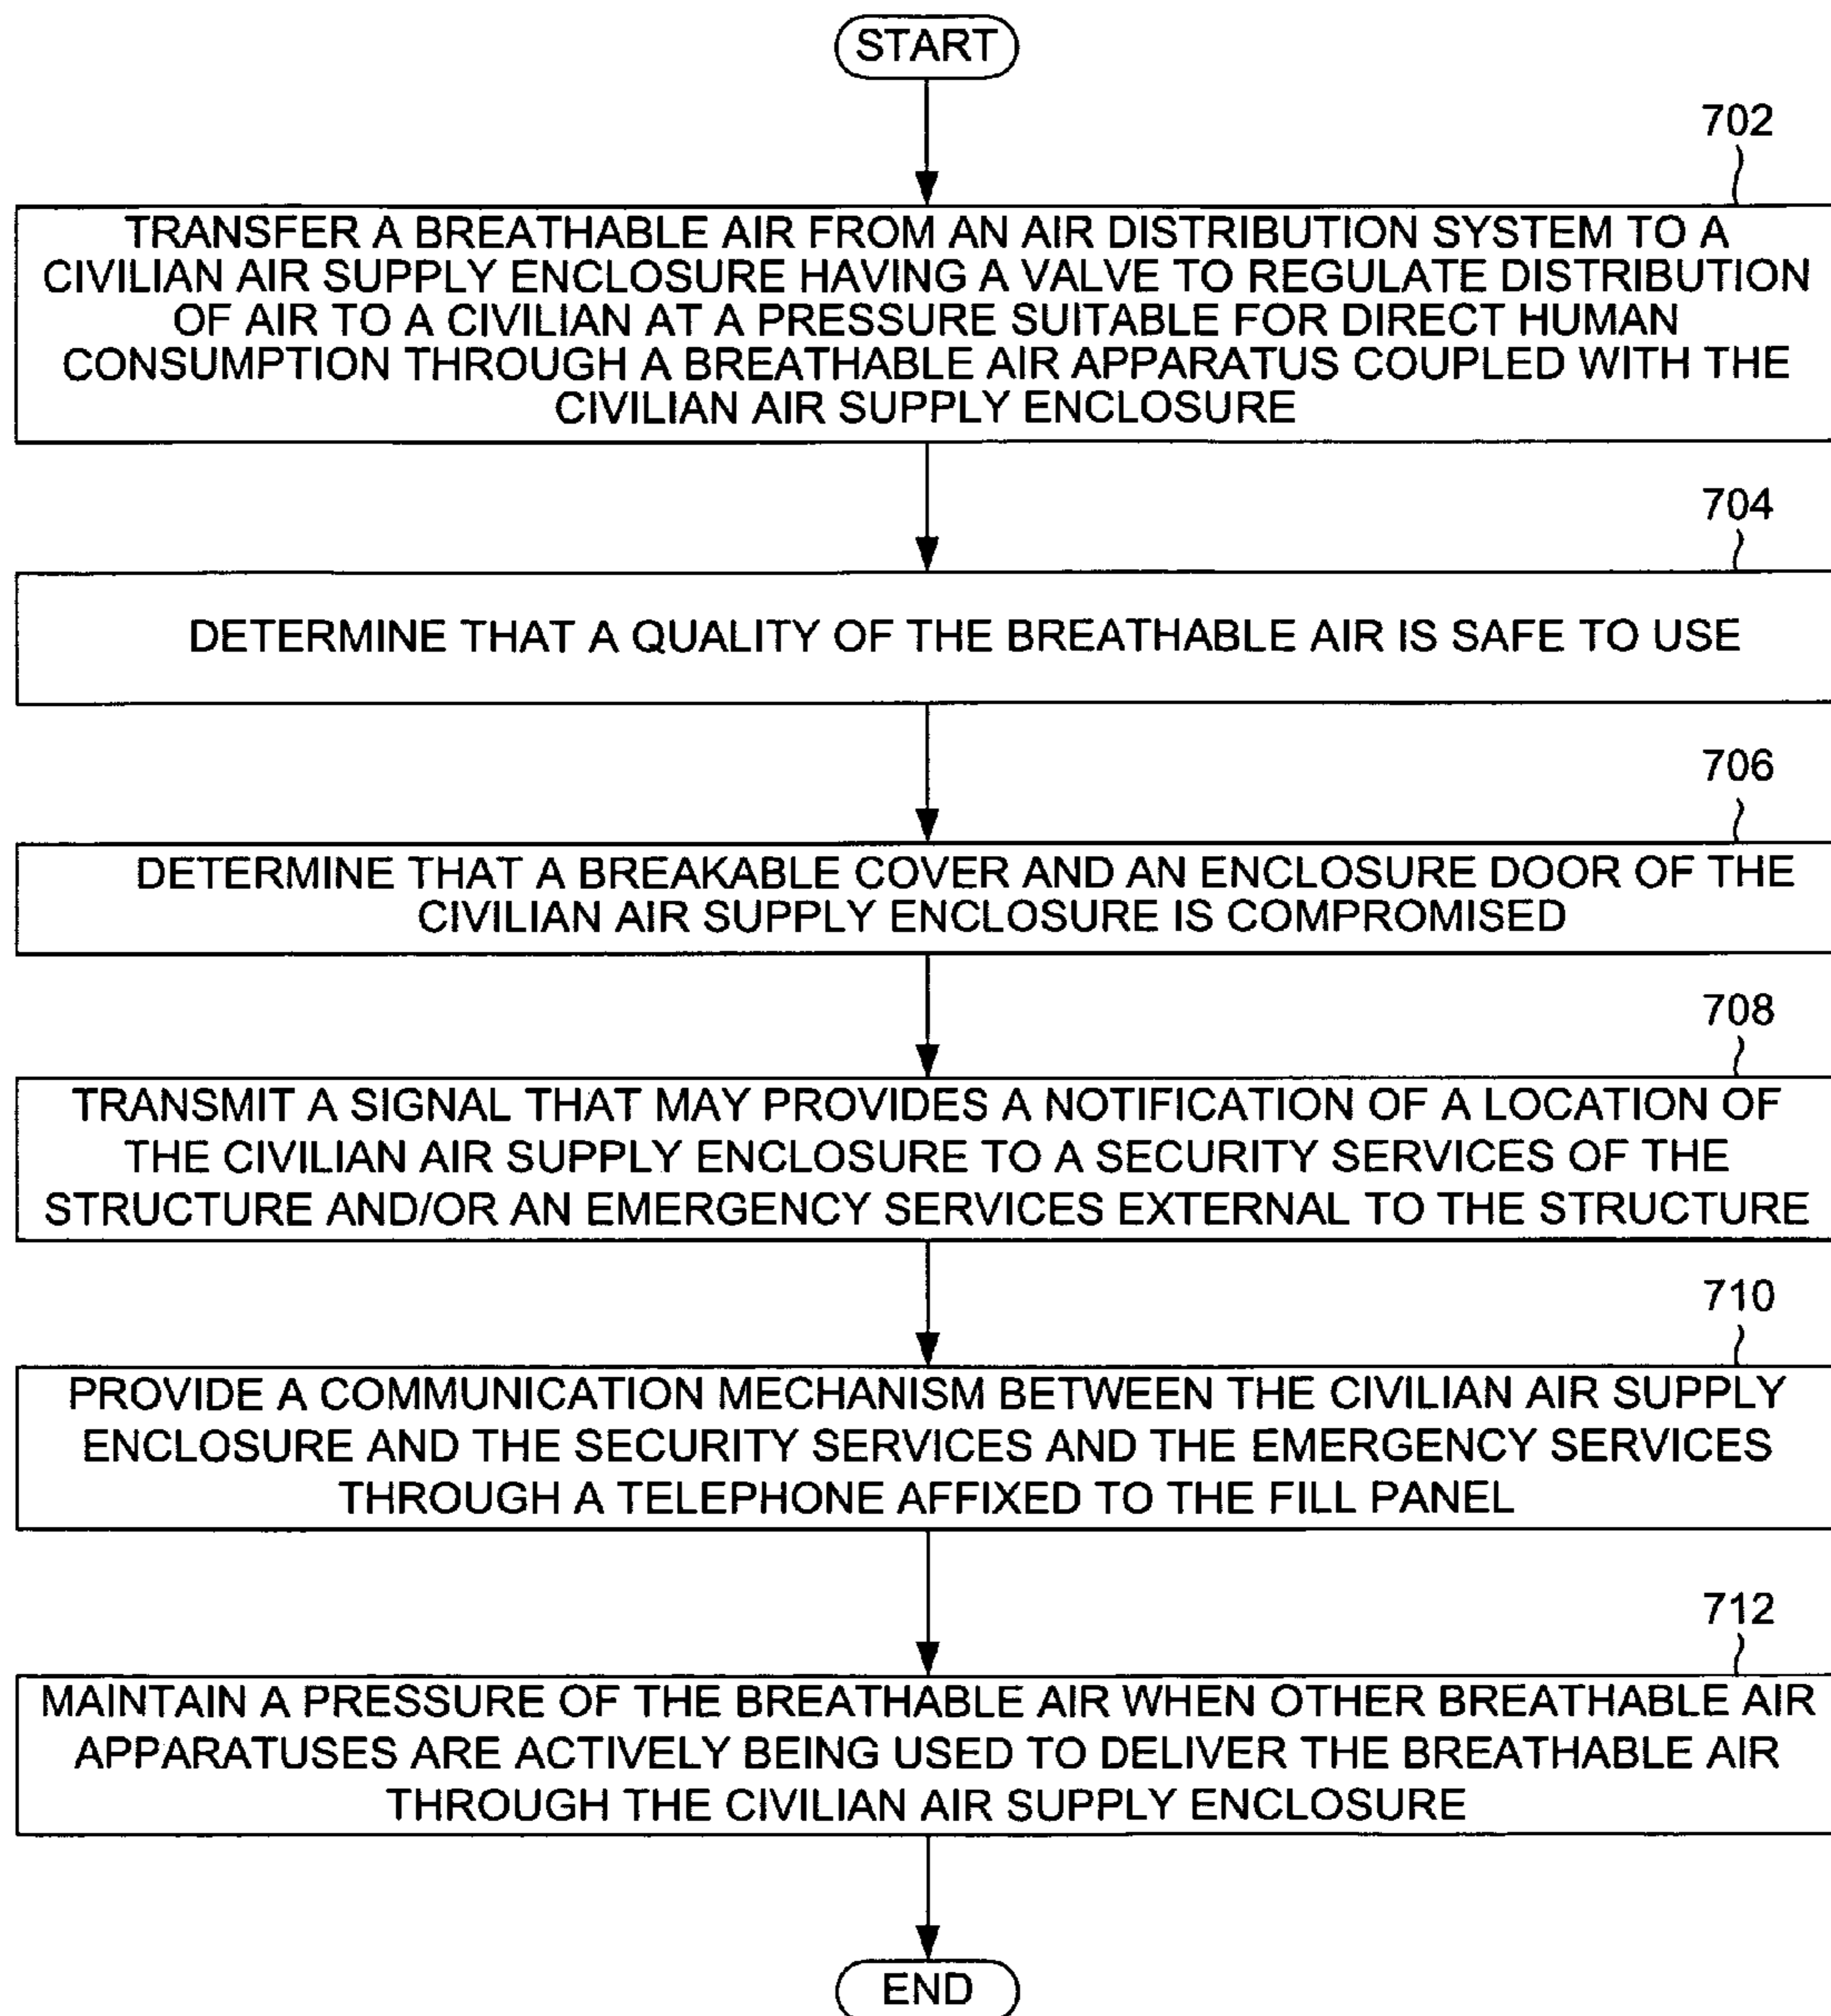 START
702
TRANSFER A BREATHABLE AIR FROM AN AIR DISTRIBUTION SYSTEM TO A
CIVILIAN AIR SUPPLY ENCLOSURE HAVING A VALVE TO REGULATE DISTRIBUTION
OF AIR TO A CIVILIAN AT A PRESSURE SUITABLE FOR DIRECT HUMAN
CONSUMPTION THROUGH A BREATHABLE AIR APPARATUS COUPLED WITH THE
CIVILIAN AIR SUPPLY ENCLOSURE
704
DETERMINE THAT A QUALITY OF THE BREATHABLE AIR IS SAFE TO USE
706
DETERMINE THAT A BREAKABLE COVER AND AN ENCLOSURE DOOR OF THE
CIVILIAN AIR SUPPLY ENCLOSURE IS COMPROMISED
708
TRANSMIT A SIGNAL THAT MAY PROVIDES A NOTIFICATION OF A LOCATION OF
THE CIVILIAN AIR SUPPLY ENCLOSURE TO A SECURITY SERVICES OF THE
STRUCTURE AND/OR AN EMERGENCY SERVICES EXTERNAL TO THE STRUCTURE
710
PROVIDE A COMMUNICATION MECHANISM BETWEEN THE CIVILIAN AIR SUPPLY
ENCLOSURE AND THE SECURITY SERVICES AND THE EMERGENCY SERVICES
THROUGH A TELEPHONE AFFIXED TO THE FILL PANEL
712
MAINTAIN A PRESSURE OF THE BREATHABLE AIR WHEN OTHER BREATHABLE AIR
APPARATUSES ARE ACTIVELY BEING USED TO DELIVER THE BREATHABLE AIR
THROUGH THE CIVILIAN AIR SUPPLY ENCLOSURE
END